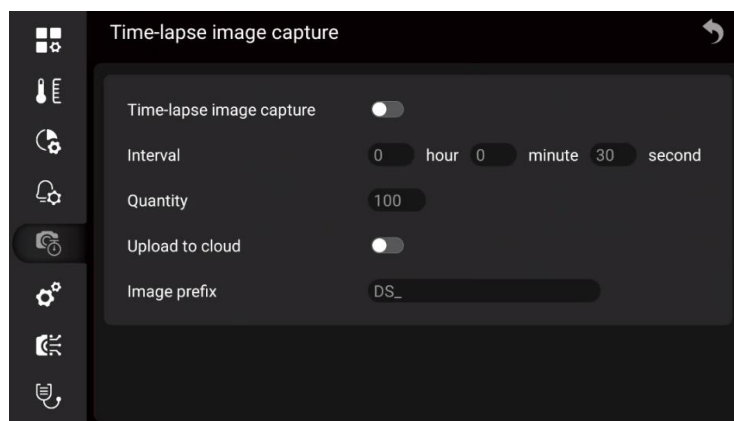 Time-lapse image capture
Time-lapse image capture
Interval 0 hour 0 minute 30 second
Quantity 100
Upload to cloud
Image prefix DS_